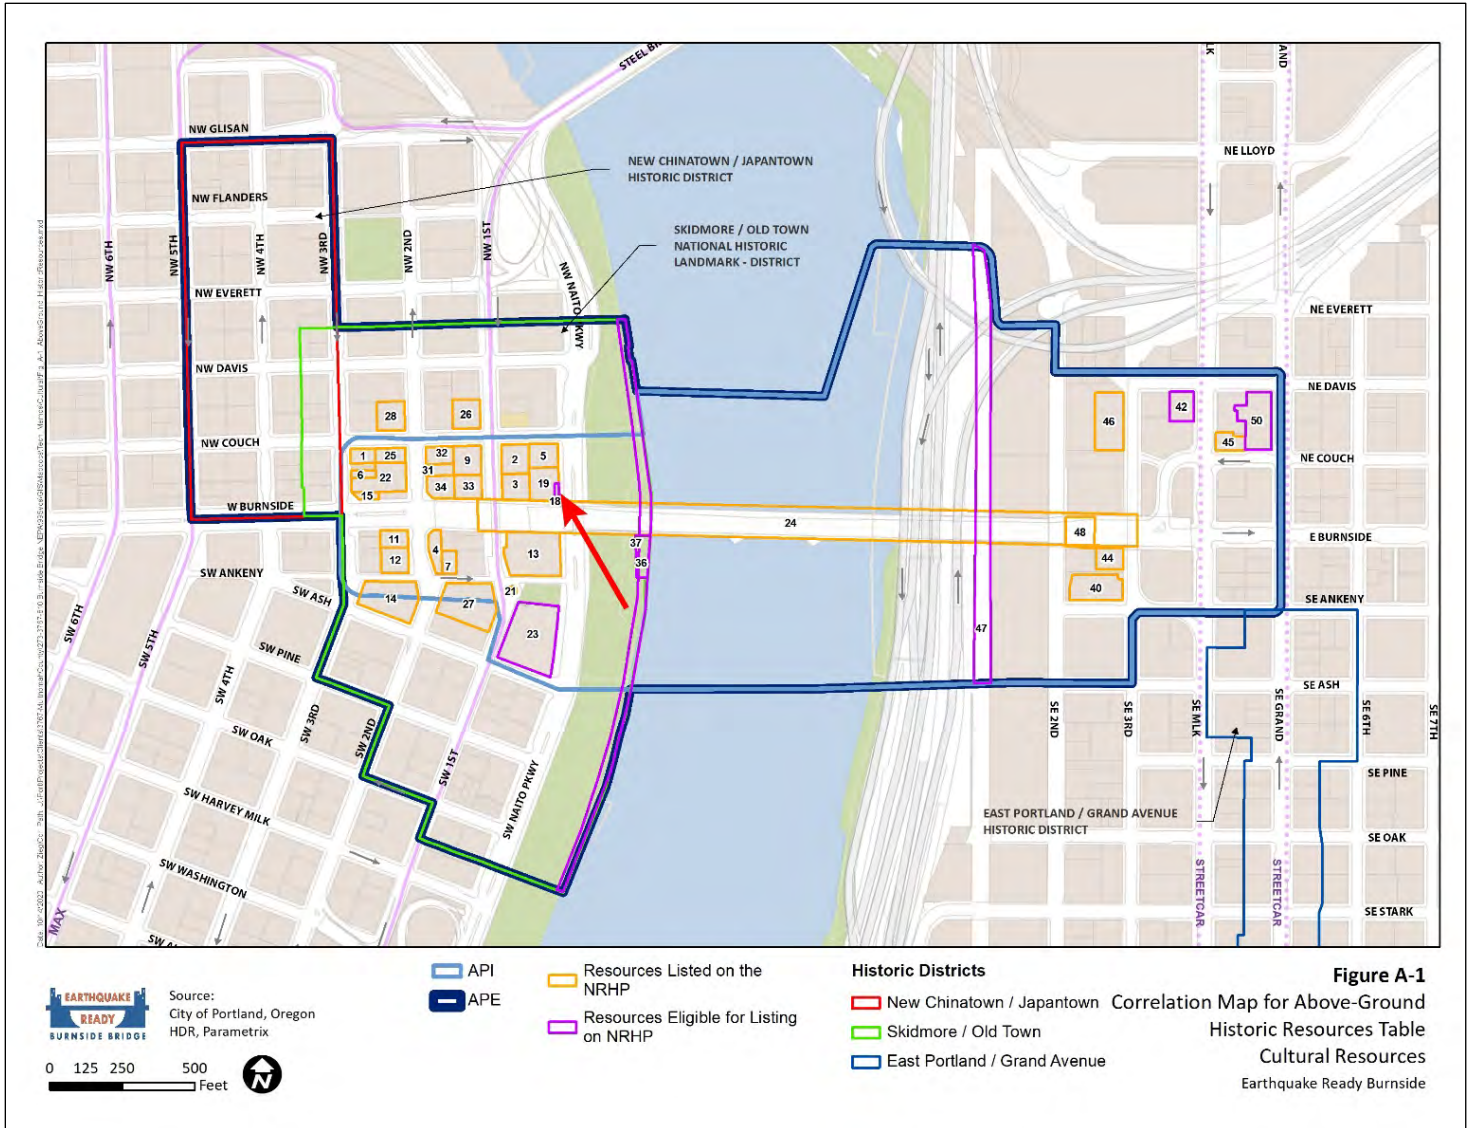 STEEL BR
NW GLISAN
NEW CHINATOWN / JAPANTOWN
HISTORIC DISTRICT
NE LLOYD
NW FLANDERS
SKIDMORE / OLD TOWN
NATIONAL HISTORIC
LANDMARK - DISTRICT
NW 6TH
NW 5TH
NW 4TH
NW 3RD
NW 2ND
NW 1ST
NW NAITO PKWY
LK
AND
NW EVERETT
NE EVERETT
NW DAVIS
NE DAVIS
28
26
46
42
50
45
NW COUCH
NE COUCH
1
25
32
9
2
5
6
22
31
34
33
3
19
15
18
W BURNSIDE
24
48
E BURNSIDE
11
12
4
7
13
37
36
44
40
SW ANKENY
SW ASH
14
27
21
23
47
SE ANKENY
SW 6TH
SW 5TH
SW PINE
SW 4TH
SW 3RD
SW 2ND
SW 1ST
SW NAITO PKWY
SE ASH
SE 2ND
SE 3RD
SE MLK
SE GRAND
SE 6TH
SE 7TH
SW OAK
SE PINE
SW HARVEY MILK
EAST PORTLAND / GRAND AVENUE
HISTORIC DISTRICT
SE OAK
SW WASHINGTON
STREETCAR
STREETCAR
SE STARK
MAX
SW A
API
APE
Resources Listed on the
NRHP
Resources Eligible for Listing
on NRHP
Historic Districts
New Chinatown / Japantown
Skidmore / Old Town
East Portland / Grand Avenue
Figure A-1
Correlation Map for Above-Ground
Historic Resources Table
Cultural Resources
Earthquake Ready Burnside
EARTHQUAKE
READY
BURNSIDE BRIDGE
Source:
City of Portland, Oregon
HDR, Parametrix
0 125 250 500
Feet
N